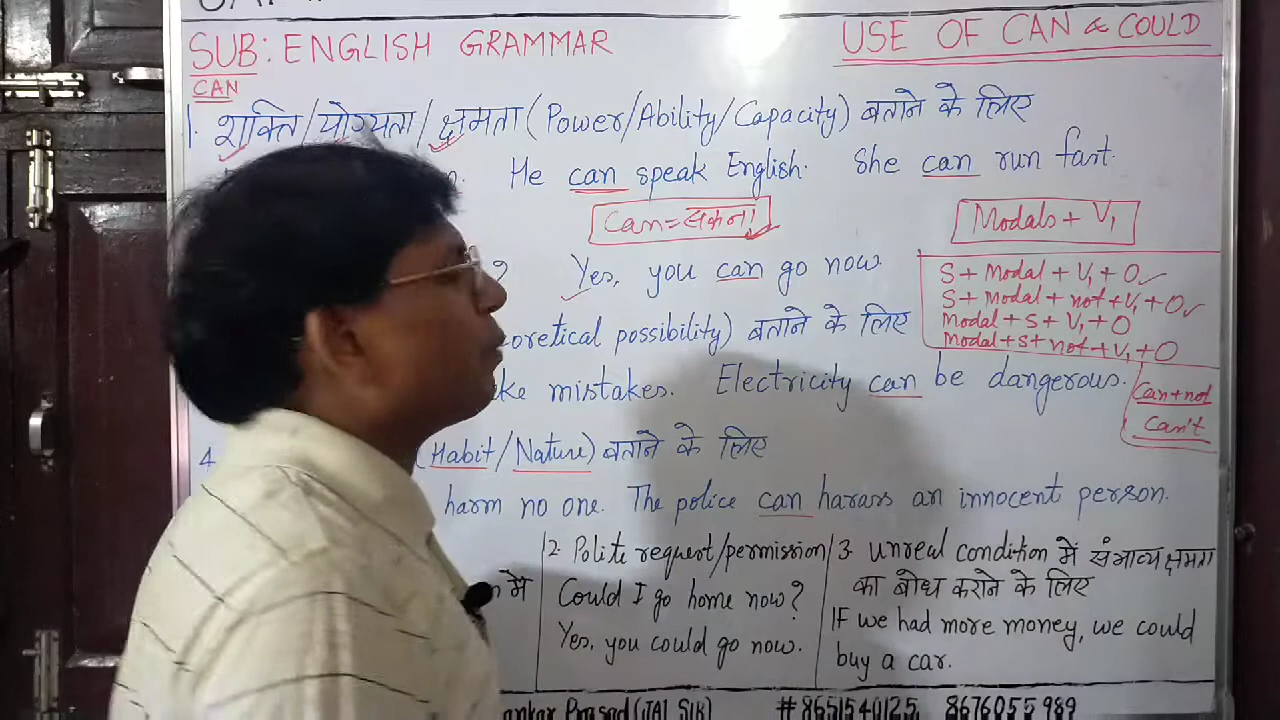 SUB: ENGLISH GRAMMAR
USE OF CAN & COULD
CAN
1. शक्ति/योग्यता/क्षमता (Power/Ability/Capacity) बताने के लिए
He can speak English. She can run fast.
Can = सकना
Modals + V₁
? Yes, you can go now.
S + Modal + V₁ + O
S + Modal + not + V₁ + O
Modal + S + V₁ + O
Modal + S + not + V₁ + O
oretical possibility) बताने के लिए
ke mistakes. Electricity can be dangerous.
Can+not
Can't
4 (Habit/Nature) बताने के लिए
harm no one. The police can harass an innocent person.
में
2. Polite request/permission
Could I go home now?
Yes, you could go now.
3. unreal condition में संभाव्य क्षमता
का बोध कराने के लिए
IF we had more money, we could
buy a car.
ankar Prasad (JAI SIR) # 8651540125, 8676055989